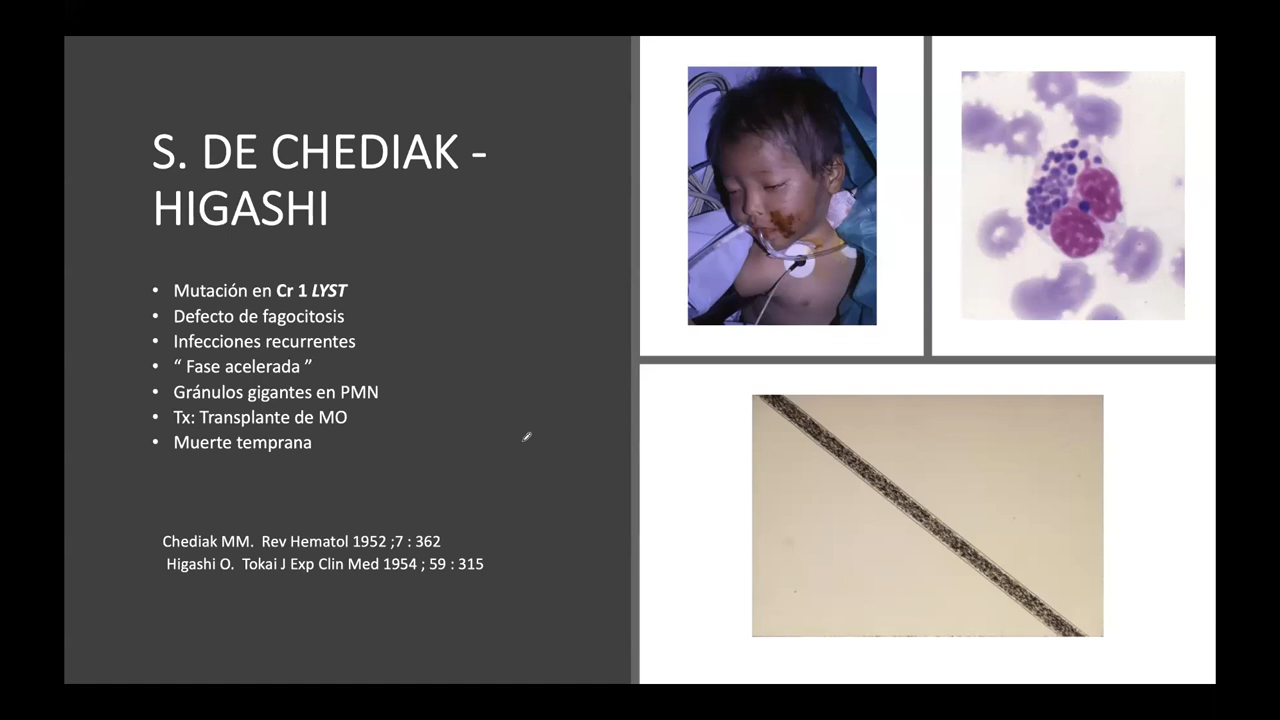 S. DE CHEDIAK -
HIGASHI
• Mutación en Cr 1 LYST
• Defecto de fagocitosis
• Infecciones recurrentes
• “ Fase acelerada ”
• Gránulos gigantes en PMN
• Tx: Transplante de MO
• Muerte temprana
Chediak MM. Rev Hematol 1952 ;7 : 362
Higashi O. Tokai J Exp Clin Med 1954 ; 59 : 315